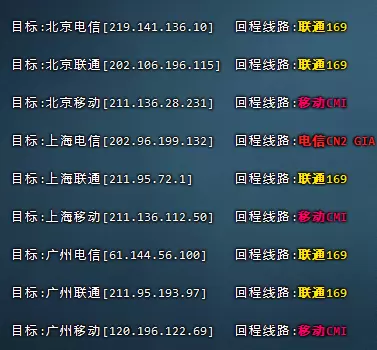 目标:北京电信[219.141.136.10] 回程线路:联通169
目标:北京联通[202.106.196.115] 回程线路:联通169
目标:北京移动[211.136.28.231] 回程线路:移动CMI
目标:上海电信[202.96.199.132] 回程线路:电信CN2 GIA
目标:上海联通[211.95.72.1] 回程线路:联通169
目标:上海移动[211.136.112.50] 回程线路:移动CMI
目标:广州电信[61.144.56.100] 回程线路:联通169
目标:广州联通[211.95.193.97] 回程线路:联通169
目标:广州移动[120.196.122.69] 回程线路:移动CMI